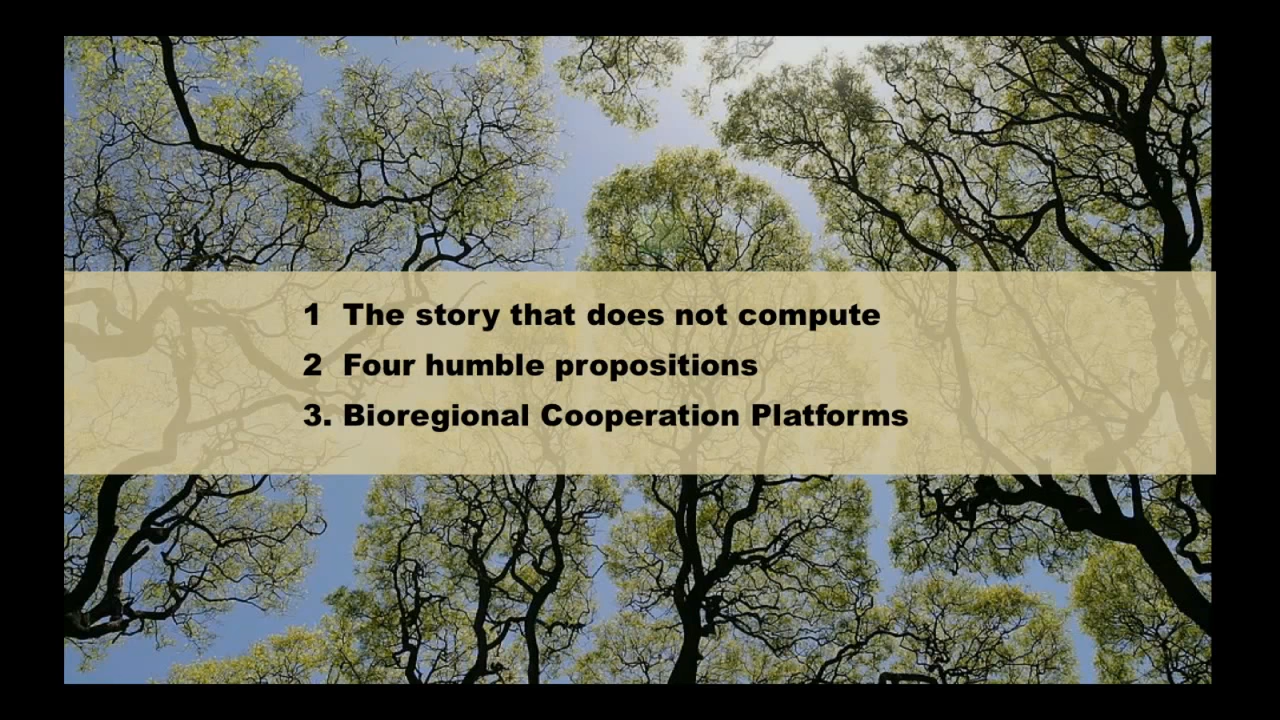 1 The story that does not compute
2 Four humble propositions
3. Bioregional Cooperation Platforms